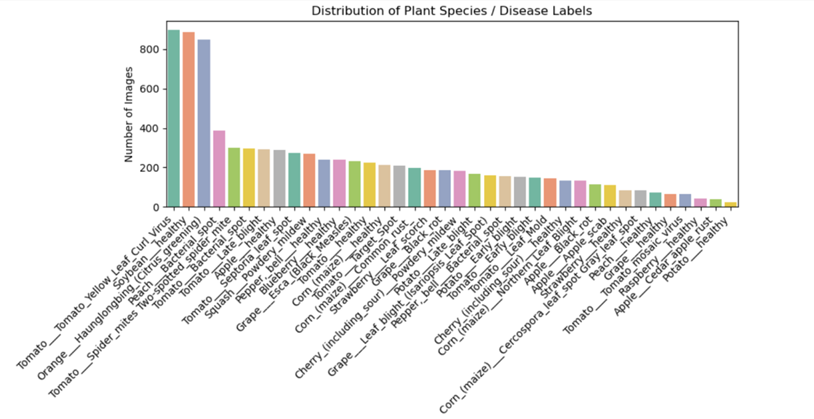 Distribution of Plant Species / Disease Labels
Number of Images
800
600
400
200
0
Tomato___Tomato_Yellow_Leaf_Curl_Virus
Soybean___healthy
Orange___Haunglongbing_(Citrus_greening)
Peach___Bacterial_spot
Tomato___Spider_mites Two-spotted_spider_mite
Tomato___Bacterial_spot
Tomato___Late_blight
Apple___healthy
Tomato___Septoria_leaf_spot
Squash___Powdery_mildew
Pepper,_bell___healthy
Blueberry___healthy
Grape___Esca_(Black_Measles)
Tomato___healthy
Corn_(maize)___healthy
Tomato___Target_Spot
Corn_(maize)___Common_rust_
Strawberry___Leaf_scorch
Grape___Black_rot
Cherry_(including_sour)___Powdery_mildew
Potato___Late_blight
Grape___Leaf_blight_(Isariopsis_Leaf_Spot)
Pepper,_bell___Bacterial_spot
Potato___Early_blight
Tomato___Early_blight
Tomato___Leaf_Mold
Cherry_(including_sour)___healthy
Corn_(maize)___Northern_Leaf_Blight
Apple___Black_rot
Apple___Apple_scab
Strawberry___healthy
Corn_(maize)___Cercospora_leaf_spot Gray_leaf_spot
Peach___healthy
Grape___healthy
Tomato___Tomato_mosaic_virus
Raspberry___healthy
Apple___Cedar_apple_rust
Potato___healthy